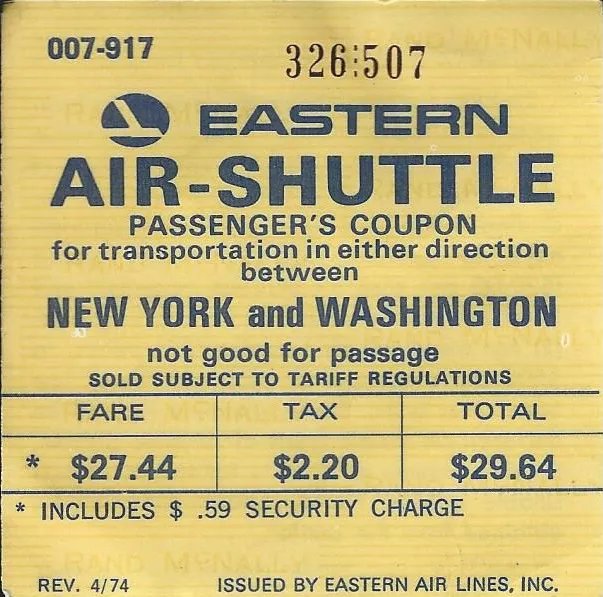 007-917
326:507
EASTERN
AIR-SHUTTLE
PASSENGER'S COUPON
for transportation in either direction
between
NEW YORK and WASHINGTON
not good for passage
SOLD SUBJECT TO TARIFF REGULATIONS
FARE TAX TOTAL
* $27.44 $2.20 $29.64
* INCLUDES $ .59 SECURITY CHARGE
RAND McNALLY
REV. 4/74 ISSUED BY EASTERN AIR LINES, INC.